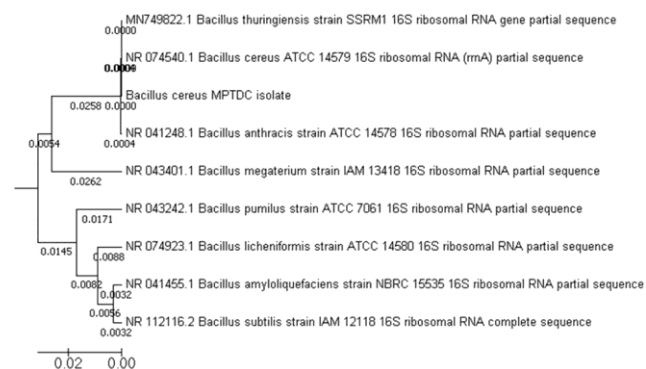 MN749822.1 Bacillus thuringiensis strain SSRM1 16S ribosomal RNA gene partial sequence
0.0000
NR 074540.1 Bacillus cereus ATCC 14579 16S ribosomal RNA (rrnA) partial sequence
Bacillus cereus MPTDC isolate
0.0258 0.0000
NR 041248.1 Bacillus anthracis strain ATCC 14578 16S ribosomal RNA partial sequence
0.0054 0.0004
NR 043401.1 Bacillus megaterium strain IAM 13418 16S ribosomal RNA partial sequence
0.0262
NR 043242.1 Bacillus pumilus strain ATCC 7061 16S ribosomal RNA partial sequence
0.0171
NR 074923.1 Bacillus licheniformis strain ATCC 14580 16S ribosomal RNA partial sequence
0.0145 0.0088
NR 041455.1 Bacillus amyloliquefaciens strain NBRC 15535 16S ribosomal RNA partial sequence
0.0082 0.0032
0.0056
NR 112116.2 Bacillus subtilis strain IAM 12118 16S ribosomal RNA complete sequence
0.0032
0.02 0.00